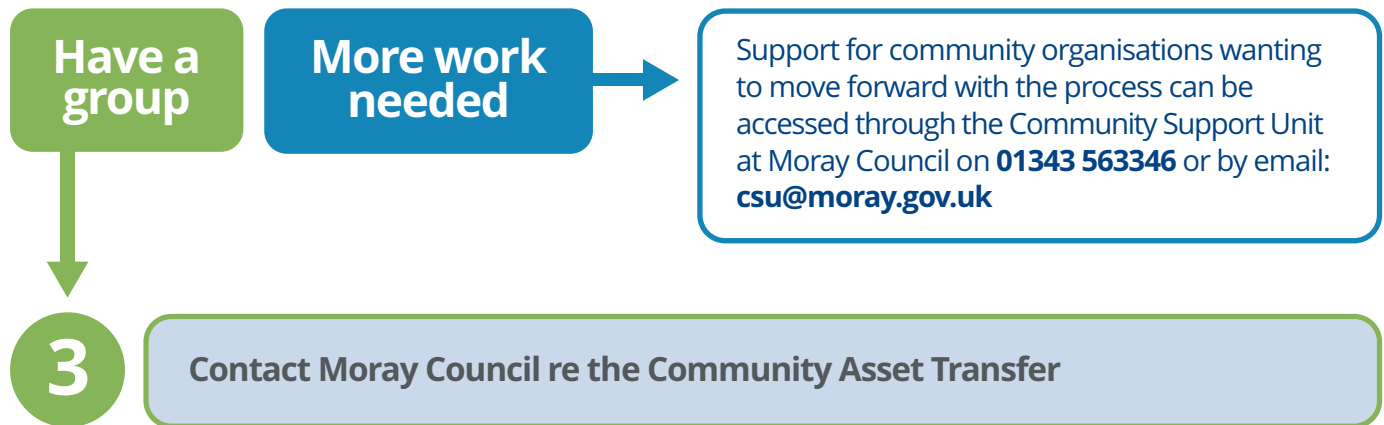 Have a
group
More work
needed
Support for community organisations wanting
to move forward with the process can be
accessed through the Community Support Unit
at Moray Council on 01343 563346 or by email:
csu@moray.gov.uk
3
Contact Moray Council re the Community Asset Transfer